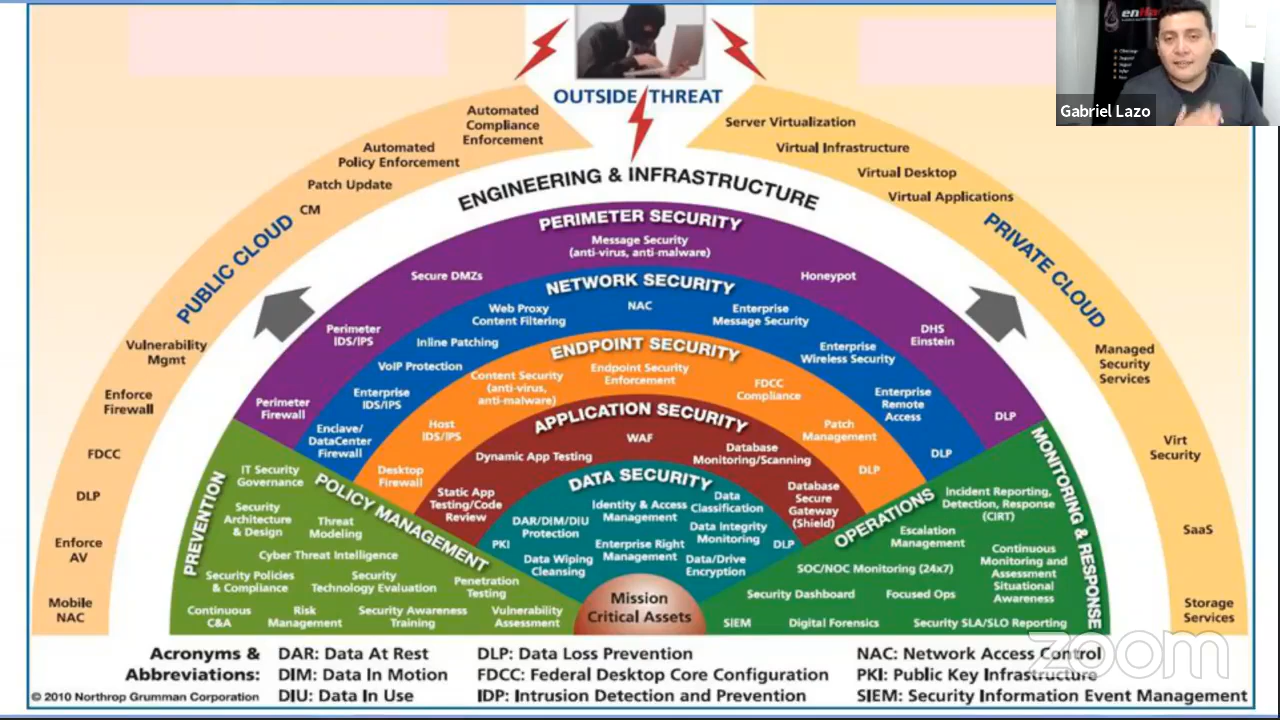 enHa
Gabriel Lazo
OUTSIDE THREAT
Automated
Compliance
Enforcement
Automated
Policy Enforcement
Patch Update
CM
PUBLIC CLOUD
Vulnerability
Mgmt
Enforce
Firewall
FDCC
DLP
Enforce
AV
Mobile
NAC
Server Virtualization
Virtual Infrastructure
Virtual Desktop
Virtual Applications
PRIVATE CLOUD
Managed
Security
Services
Virt
Security
SaaS
Storage
Services
ENGINEERING & INFRASTRUCTURE
PERIMETER SECURITY
Message Security
(anti-virus, anti-malware)
Secure DMZs
Honeypot
Perimeter
IDS/IPS
DHS
Einstein
Perimeter
Firewall
DLP
NETWORK SECURITY
NAC
Web Proxy
Content Filtering
Enterprise
Message Security
Inline Patching
Enterprise
Wireless Security
VoIP Protection
Enterprise
IDS/IPS
Enterprise
Remote
Access
Enclave/
DataCenter
Firewall
DLP
ENDPOINT SECURITY
Endpoint Security
Enforcement
Content Security
(anti-virus,
anti-malware)
FDCC
Compliance
Host
IDS/IPS
Patch
Management
Desktop
Firewall
DLP
APPLICATION SECURITY
WAF
Dynamic App Testing
Database
Monitoring/Scanning
Static App
Testing/Code
Review
Database
Secure
Gateway
(Shield)
DATA SECURITY
Identity & Access
Management
Data
Classification
DAR/DIM/DIU
Protection
Data Integrity
Monitoring
PKI
Enterprise Right
Management
DLP
Data Wiping
Cleansing
Data/Drive
Encryption
Mission
Critical Assets
PREVENTION
POLICY MANAGEMENT
IT Security
Governance
Security
Architecture
& Design
Threat
Modeling
Cyber Threat Intelligence
Security Policies
& Compliance
Security
Technology Evaluation
Penetration
Testing
Continuous
C&A
Risk
Management
Security Awareness
Training
Vulnerability
Assessment
OPERATIONS
MONITORING & RESPONSE
Incident Reporting,
Detection, Response
(CIRT)
Escalation
Management
Continuous
Monitoring and
Assessment
Situational
Awareness
SOC/NOC Monitoring (24x7)
Security Dashboard
Focused Ops
SIEM
Digital Forensics
Security SLA/SLO Reporting
Acronyms &
Abbreviations:
DAR: Data At Rest
DIM: Data In Motion
DIU: Data In Use
DLP: Data Loss Prevention
FDCC: Federal Desktop Core Configuration
IDP: Intrusion Detection and Prevention
NAC: Network Access Control
PKI: Public Key Infrastructure
SIEM: Security Information Event Management
© 2010 Northrop Grumman Corporation
zoom